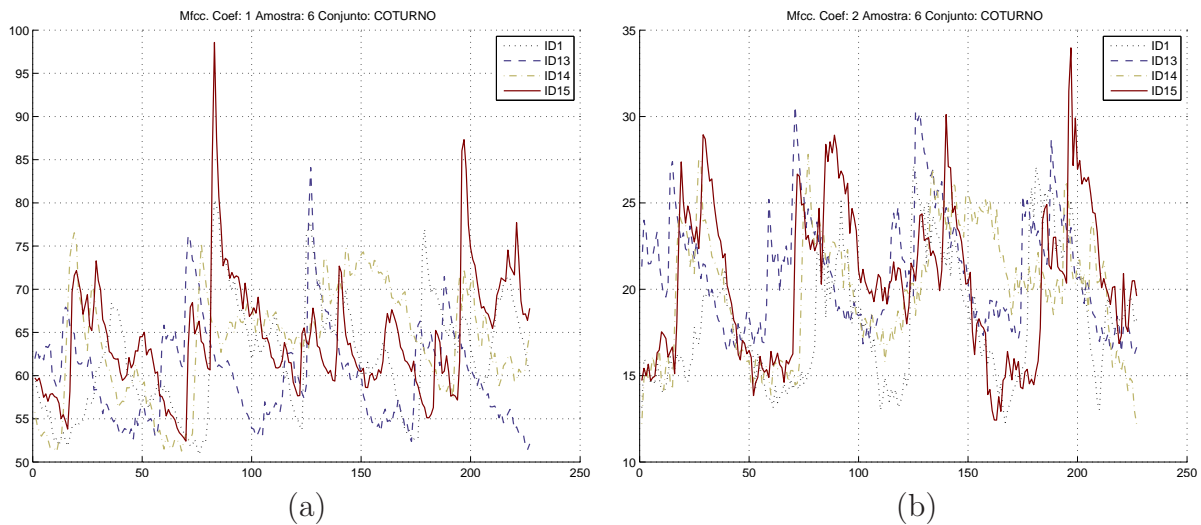 Mfcc. Coef: 1 Amostra: 6 Conjunto: COTURNO
100
95
90
85
80
75
70
65
60
55
50
0
50
100
150
200
250
ID1
ID13
ID14
ID15
(a)
Mfcc. Coef: 2 Amostra: 6 Conjunto: COTURNO
35
30
25
20
15
10
0
50
100
150
200
250
ID1
ID13
ID14
ID15
(b)